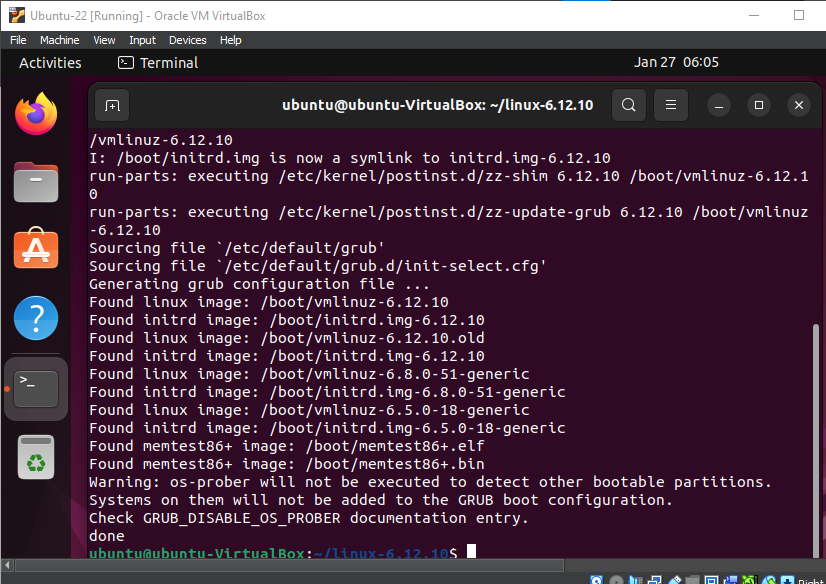 Ubuntu-22 [Running] - Oracle VM VirtualBox
File Machine View Input Devices Help
Activities Terminal Jan 27 06:05
ubuntu@ubuntu-VirtualBox: ~/linux-6.12.10
/vmlinuz-6.12.10
I: /boot/initrd.img is now a symlink to initrd.img-6.12.10
run-parts: executing /etc/kernel/postinst.d/zz-shim 6.12.10 /boot/vmlinuz-6.12.1
0
run-parts: executing /etc/kernel/postinst.d/zz-update-grub 6.12.10 /boot/vmlinuz
-6.12.10
Sourcing file `/etc/default/grub'
Sourcing file `/etc/default/grub.d/init-select.cfg'
Generating grub configuration file ...
Found linux image: /boot/vmlinuz-6.12.10
Found initrd image: /boot/initrd.img-6.12.10
Found linux image: /boot/vmlinuz-6.12.10.old
Found initrd image: /boot/initrd.img-6.12.10
Found linux image: /boot/vmlinuz-6.8.0-51-generic
Found initrd image: /boot/initrd.img-6.8.0-51-generic
Found linux image: /boot/vmlinuz-6.5.0-18-generic
Found initrd image: /boot/initrd.img-6.5.0-18-generic
Found memtest86+ image: /boot/memtest86+.elf
Found memtest86+ image: /boot/memtest86+.bin
Warning: os-prober will not be executed to detect other bootable partitions.
Systems on them will not be added to the GRUB boot configuration.
Check GRUB_DISABLE_OS_PROBER documentation entry.
done
ubuntu@ubuntu-VirtualBox:~/linux-6.12.10$
Right